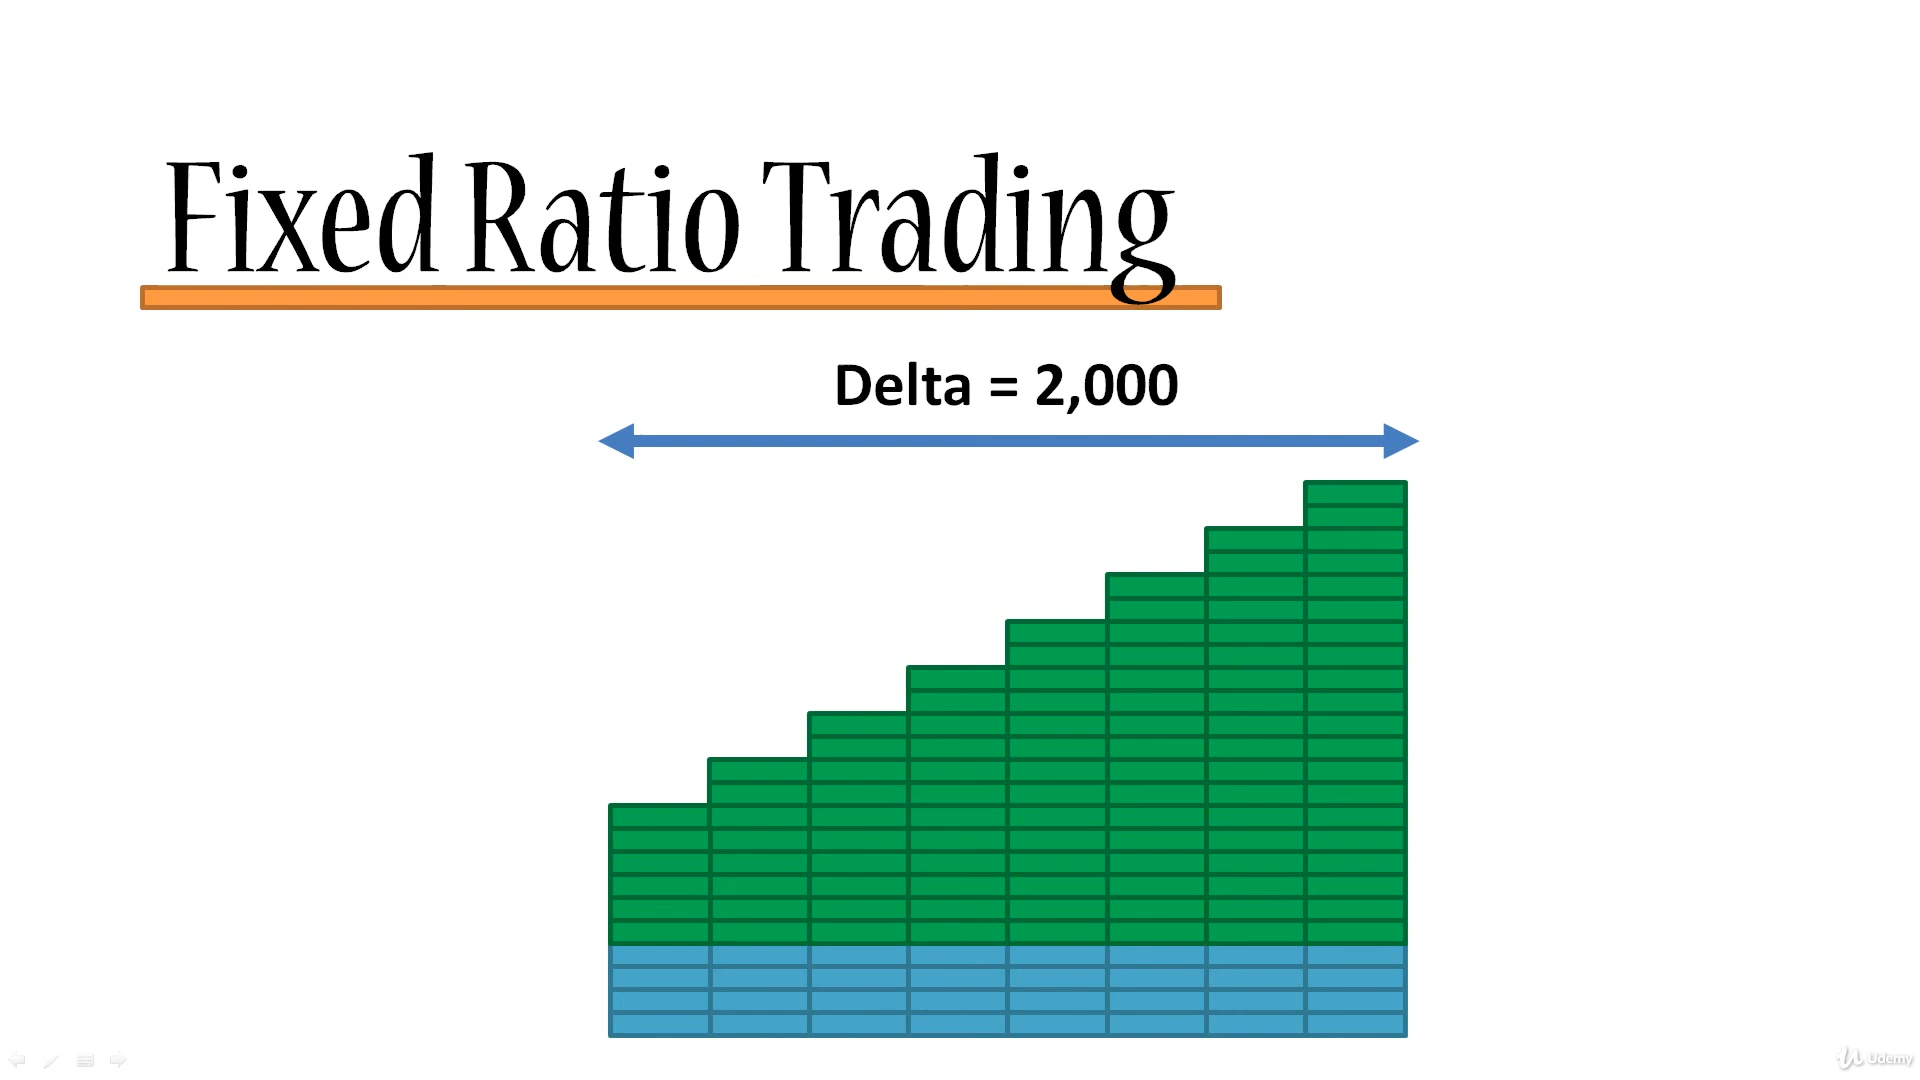 Fixed Ratio Trading
Delta = 2,000
Udemy